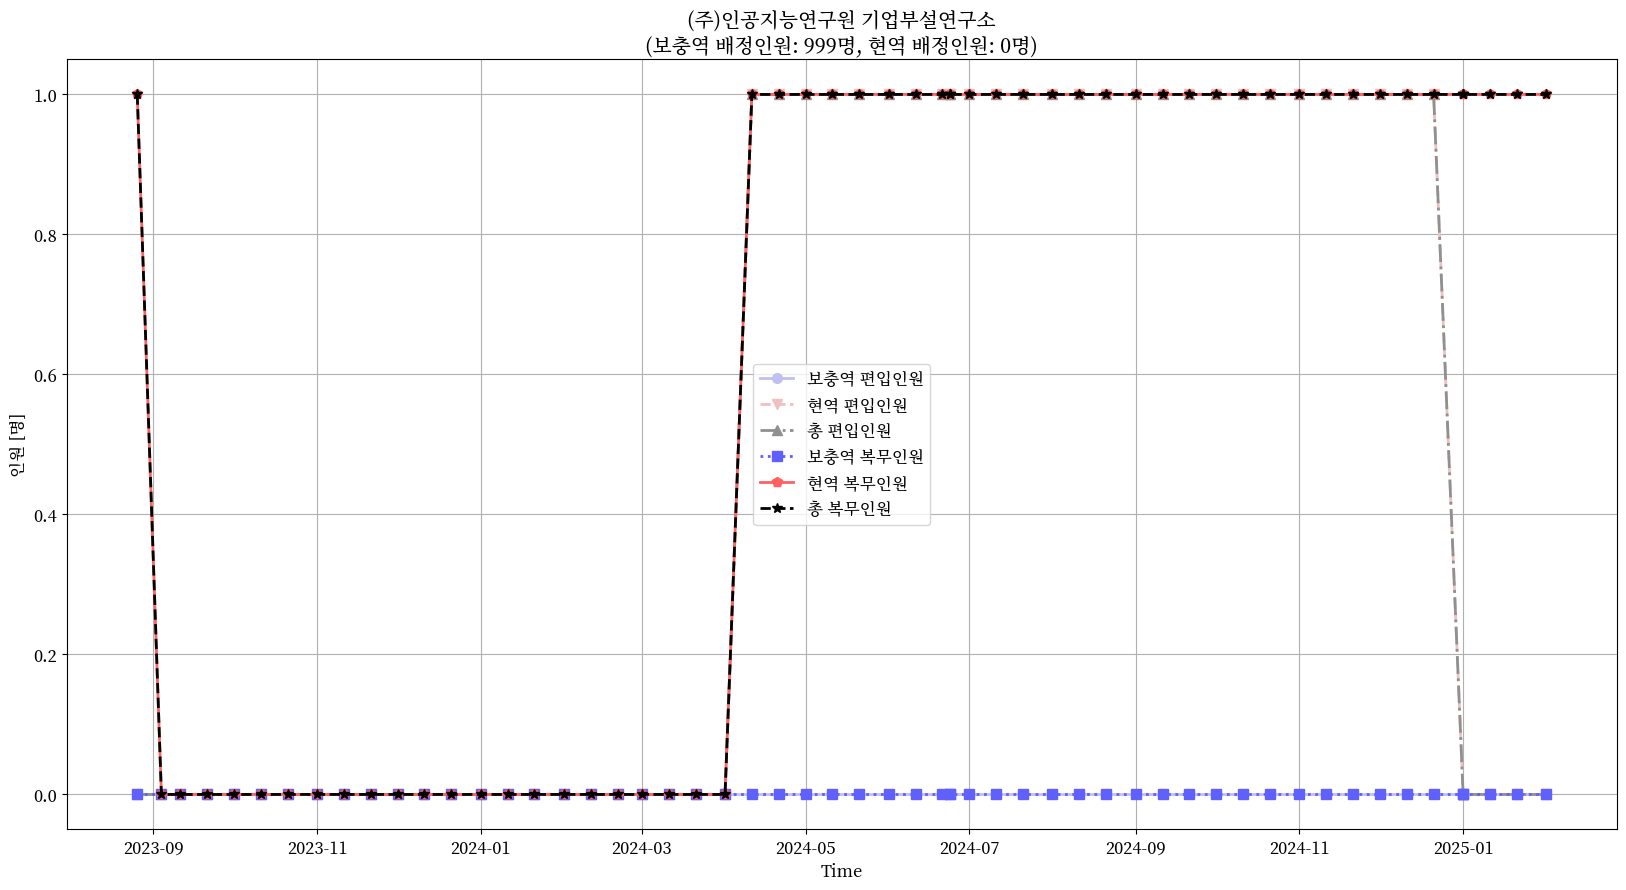 (주)인공지능연구원 기업부설연구소
(보충역 배정인원: 999명, 현역 배정인원: 0명)
1.0
0.8
0.6
0.4
0.2
0.0
인원 [명]
보충역 편입인원
현역 편입인원
총 편입인원
보충역 복무인원
현역 복무인원
총 복무인원
2023-09 2023-11 2024-01 2024-03 2024-05 2024-07 2024-09 2024-11 2025-01
Time